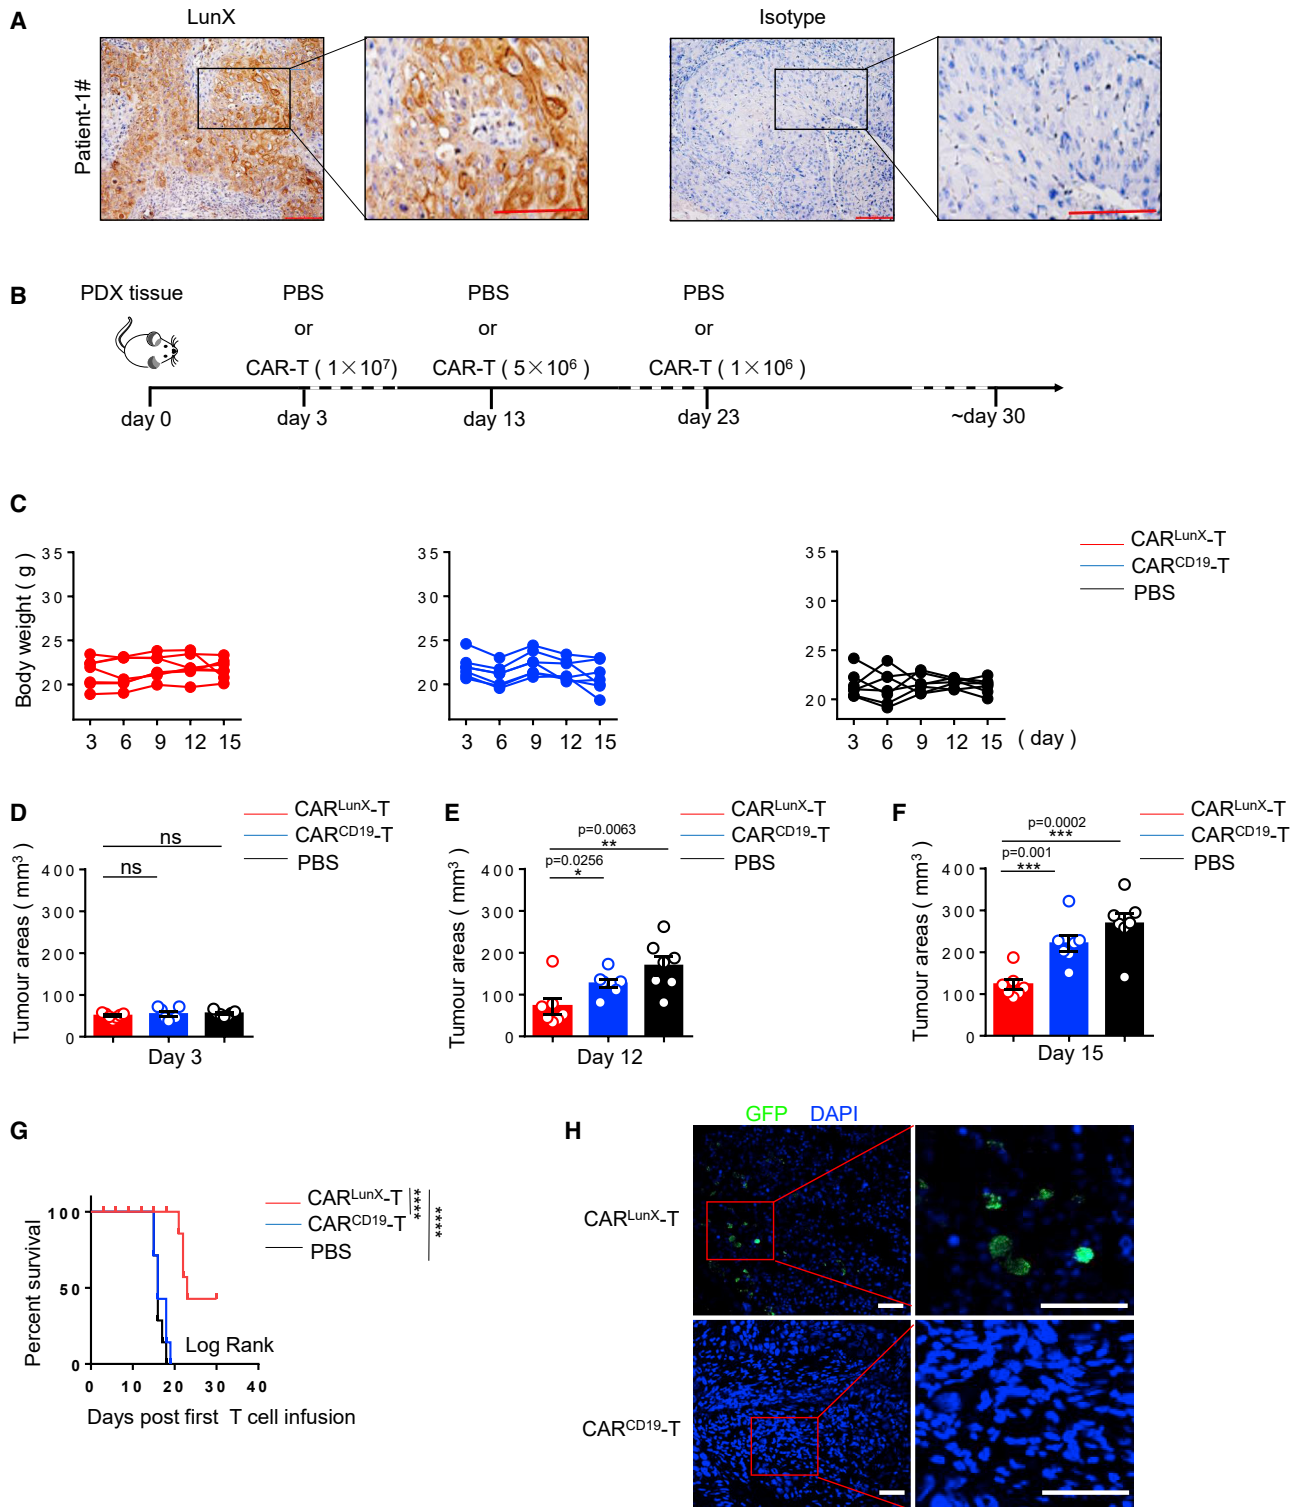 A
LunX
Isotype
Patient-1#
B
PDX tissue
PBS
PBS
PBS
or
or
or
CAR-T ( 1×10⁷)
CAR-T ( 5×10⁶ )
CAR-T ( 1×10⁶ )
day 0
day 3
day 13
day 23
~day 30
C
Body weight ( g )
35
30
25
20
3 6 9 12 15
35
30
25
20
3 6 9 12 15
35
30
25
20
3 6 9 12 15
( day )
CARᴸᵘⁿˣ-T
CARᶜᴰ¹⁹-T
PBS
D
CARᴸᵘⁿˣ-T
CARᶜᴰ¹⁹-T
PBS
ns
ns
Tumour areas ( mm³ )
400
300
200
100
0
Day 3
E
CARᴸᵘⁿˣ-T
CARᶜᴰ¹⁹-T
PBS
p=0.0063
**
p=0.0256
*
Tumour areas ( mm³ )
400
300
200
100
0
Day 12
F
CARᴸᵘⁿˣ-T
CARᶜᴰ¹⁹-T
PBS
p=0.0002
***
p=0.001
***
Tumour areas ( mm³ )
400
300
200
100
0
Day 15
G
CARᴸᵘⁿˣ-T
CARᶜᴰ¹⁹-T
PBS
****
****
Percent survival
100
50
0
Log Rank
0 10 20 30 40
Days post first T cell infusion
H
GFP DAPI
CARᴸᵘⁿˣ-T
CARᶜᴰ¹⁹-T